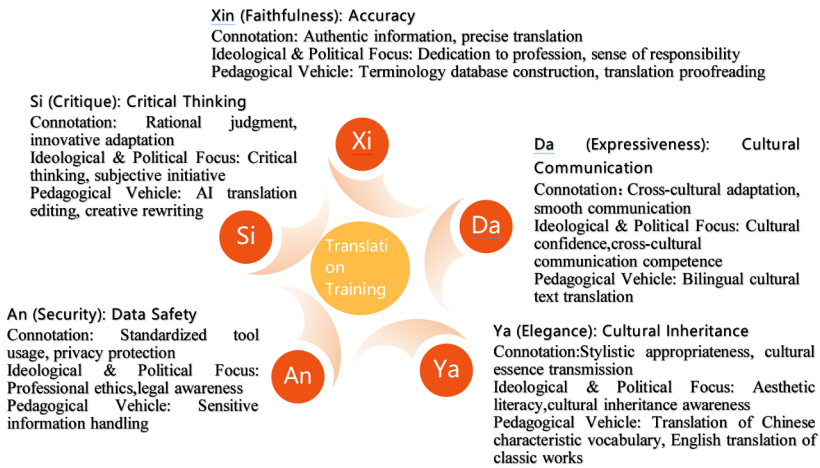 Xin (Faithfulness): Accuracy
Connotation: Authentic information, precise translation
Ideological & Political Focus: Dedication to profession, sense of responsibility
Pedagogical Vehicle: Terminology database construction, translation proofreading
Si (Critique): Critical Thinking
Connotation: Rational judgment,
innovative adaptation
Ideological & Political Focus: Critical
thinking, subjective initiative
Pedagogical Vehicle: AI translation
editing, creative rewriting
Xi
Da (Expressiveness): Cultural
Communication
Connotation: Cross-cultural adaptation,
smooth communication
Ideological & Political Focus: Cultural
confidence,cross-cultural
communication competence
Pedagogical Vehicle: Bilingual cultural
text translation
Si
Da
Translati
on
Training
An (Security): Data Safety
Connotation: Standardized tool
usage, privacy protection
Ideological & Political Focus:
Professional ethics,legal awareness
Pedagogical Vehicle: Sensitive
information handling
An
Ya
Ya (Elegance): Cultural Inheritance
Connotation:Stylistic appropriateness, cultural
essence transmission
Ideological & Political Focus: Aesthetic
literacy,cultural inheritance awareness
Pedagogical Vehicle: Translation of Chinese
characteristic vocabulary, English translation of
classic works